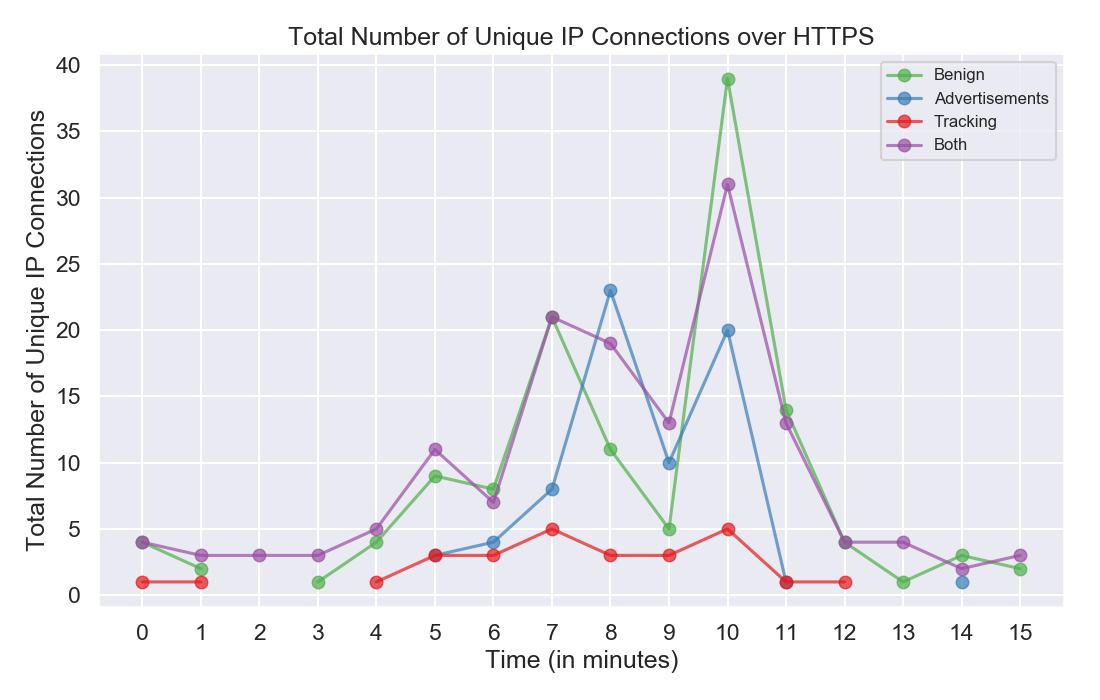 Total Number of Unique IP Connections over HTTPS
Total Number of Unique IP Connections
40
35
30
25
20
15
10
5
0
Benign
Advertisements
Tracking
Both
0 1 2 3 4 5 6 7 8 9 10 11 12 13 14 15
Time (in minutes)